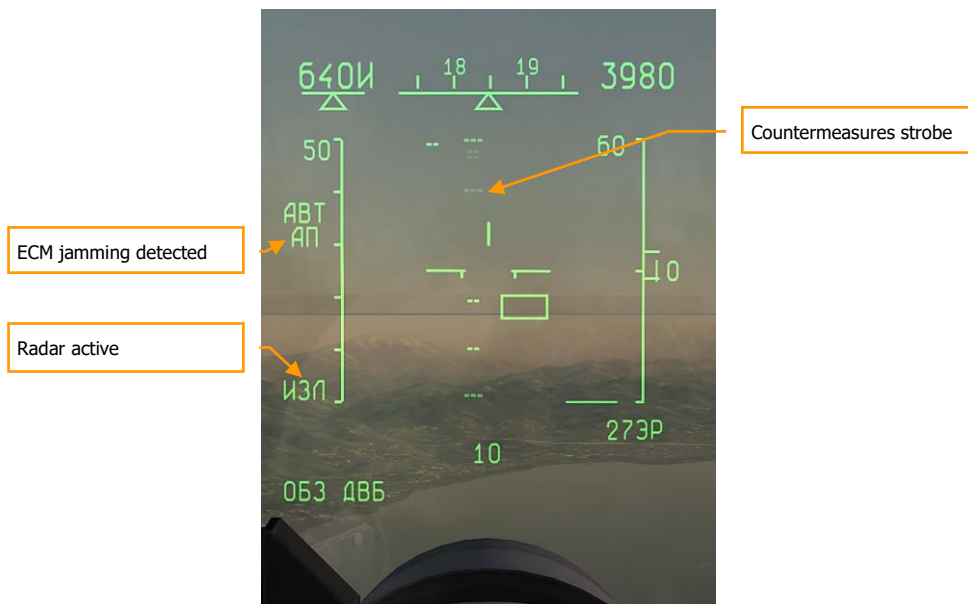 640И 18 19 3980
Countermeasures strobe
50 60
АВТ
АП
ECM jamming detected
10
Radar active
ИЗЛ
27ЭР
10
ОБЗ ДВБ